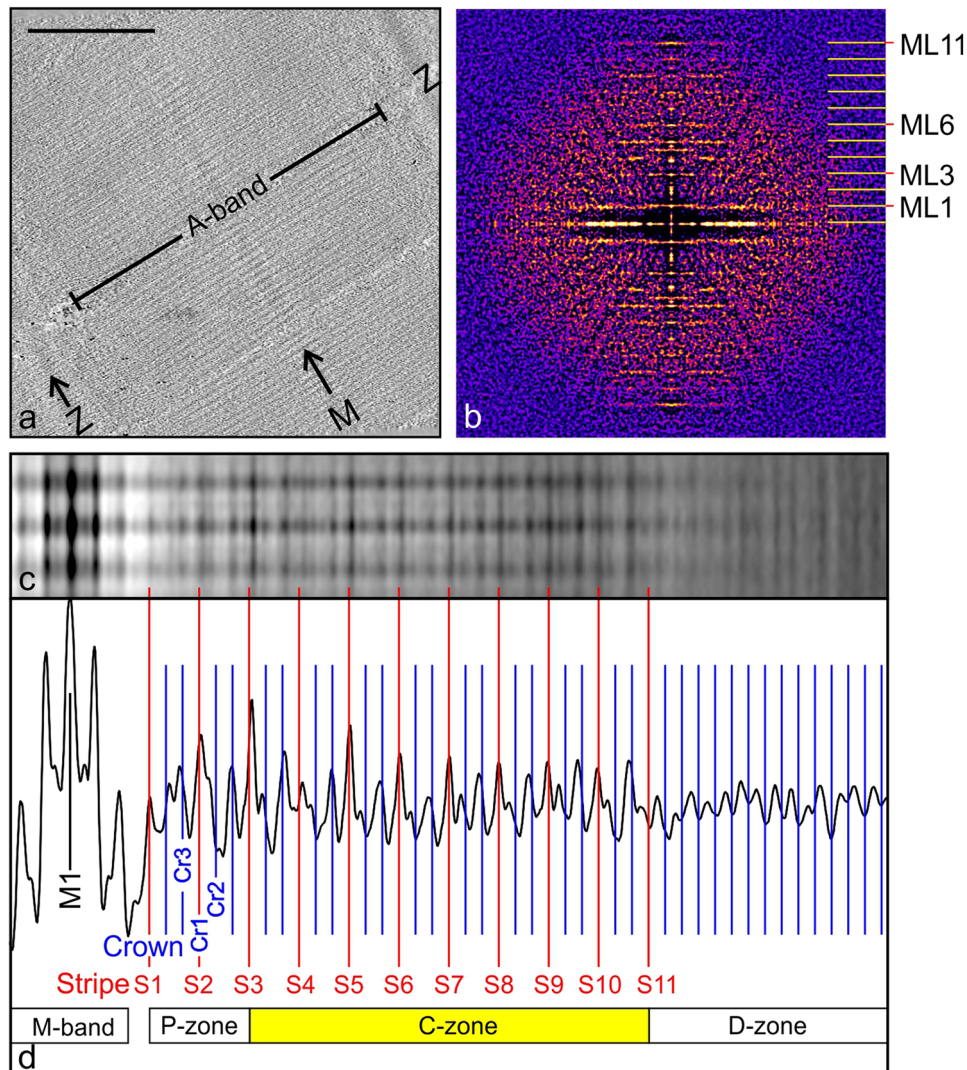 Z
A-band
Z
M
a
ML11
ML6
ML3
ML1
b
c
M1
Cr3
Cr2
Cr1
Crown
Stripe S1 S2 S3 S4 S5 S6 S7 S8 S9 S10 S11
M-band P-zone C-zone D-zone
d